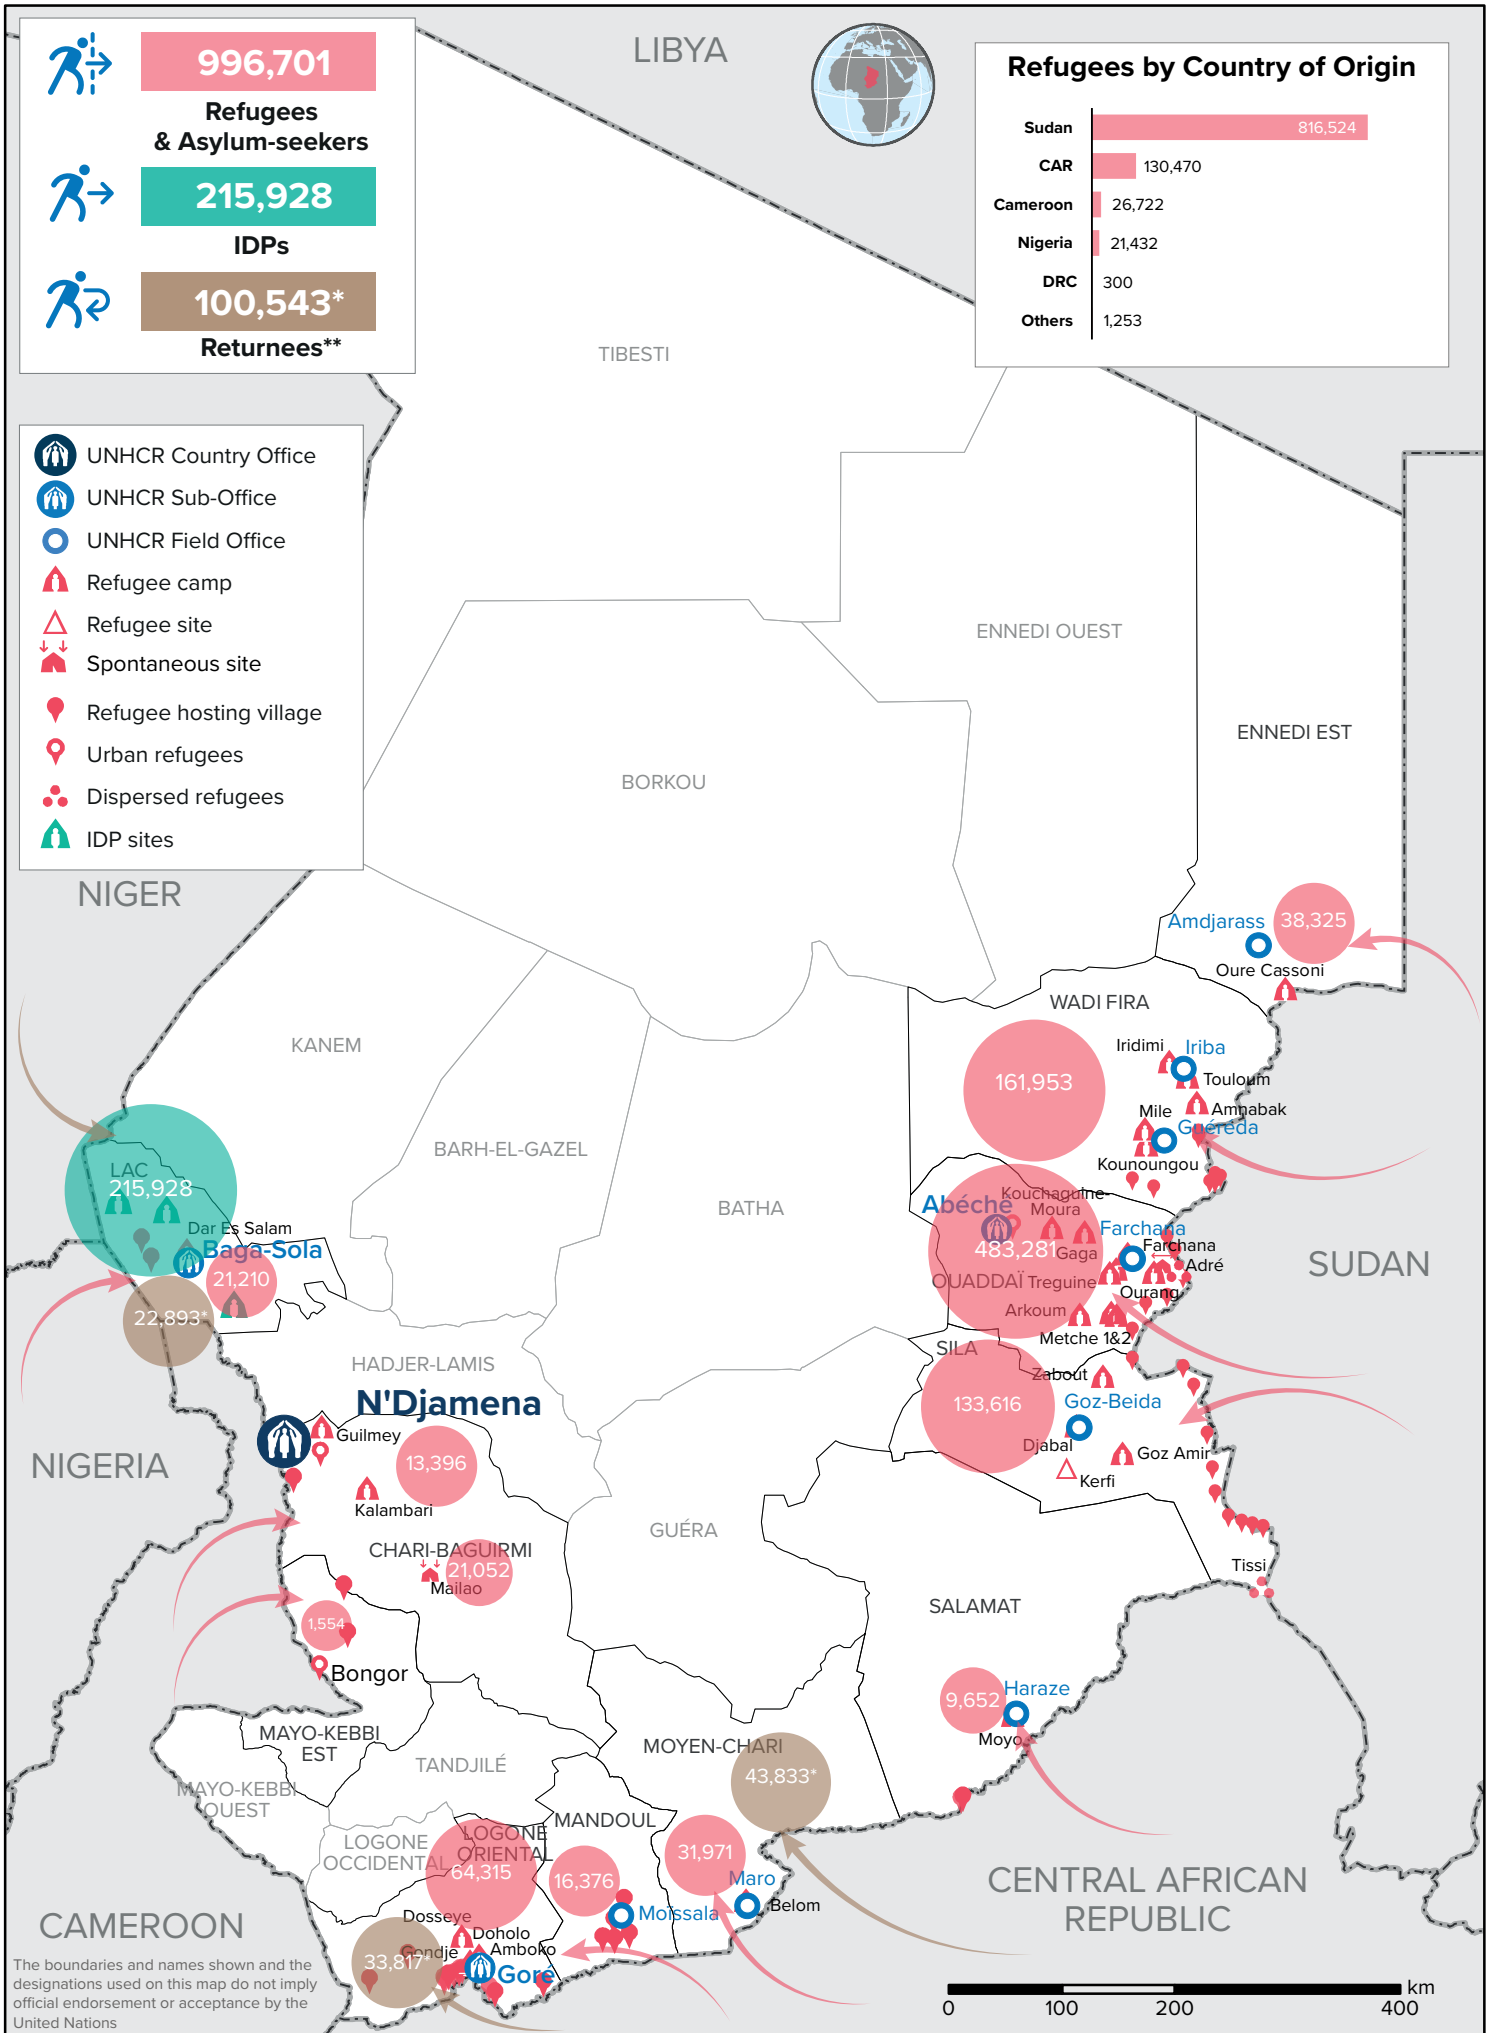 996,701
Refugees
& Asylum-seekers
215,928
IDPs
100,543*
Returnees**
LIBYA
Refugees by Country of Origin
Sudan 816,524
CAR 130,470
Cameroon 26,722
Nigeria 21,432
DRC 300
Others 1,253
UNHCR Country Office
UNHCR Sub-Office
UNHCR Field Office
Refugee camp
Refugee site
Spontaneous site
Refugee hosting village
Urban refugees
Dispersed refugees
IDP sites
TIBESTI
ENNEDI OUEST
ENNEDI EST
BORKOU
NIGER
Amdjarass
38,325
Oure Cassoni
WADI FIRA
KANEM
Iridimi
Iriba
161,953
Touloum
Amnabak
Mile
Guéréda
BARH-EL-GAZEL
Kounoungou
LAC
215,928
BATHA
Kouchaguine-
Moura
Abéché
Dar Es Salam
Baga-Sola
Farchana
483,281
Gaga
Farchana
Adré
SUDAN
21,210
OUADDAÏ
Treguine
Ourang
22,893*
Arkoum
Metche 1&2
SILA
HADJER-LAMIS
Zabout
N'Djamena
133,616
Goz-Beida
Guilmey
Djabal
Goz Amir
NIGERIA
13,396
Kerfi
Kalambari
GUÉRA
CHARI-BAGUIRMI
21,052
Mailao
Tissi
SALAMAT
1,554
Bongor
9,652
Haraze
Moyo
MAYO-KEBBI
EST
MOYEN-CHARI
TANDJILÉ
43,833*
MAYO-KEBBI
OUEST
MANDOUL
LOGONE
OCCIDENTAL
LOGONE
ORIENTAL
64,315
16,376
31,971
Maro
Belom
CENTRAL AFRICAN
REPUBLIC
CAMEROON
Dosseye
Moïssala
Doholo
Amboko
Gondje
33,817*
Goré
The boundaries and names shown and the
designations used on this map do not imply
official endorsement or acceptance by the
United Nations
km
0 100 200 400